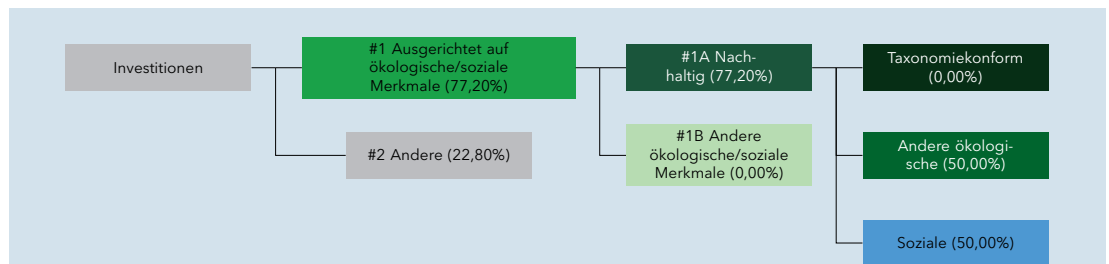 Investitionen
#1 Ausgerichtet auf
ökologische/soziale
Merkmale (77,20%)
#2 Andere (22,80%)
#1A Nach-
haltig (77,20%)
#1B Andere
ökologische/soziale
Merkmale (0,00%)
Taxonomiekonform
(0,00%)
Andere ökologi-
sche (50,00%)
Soziale (50,00%)